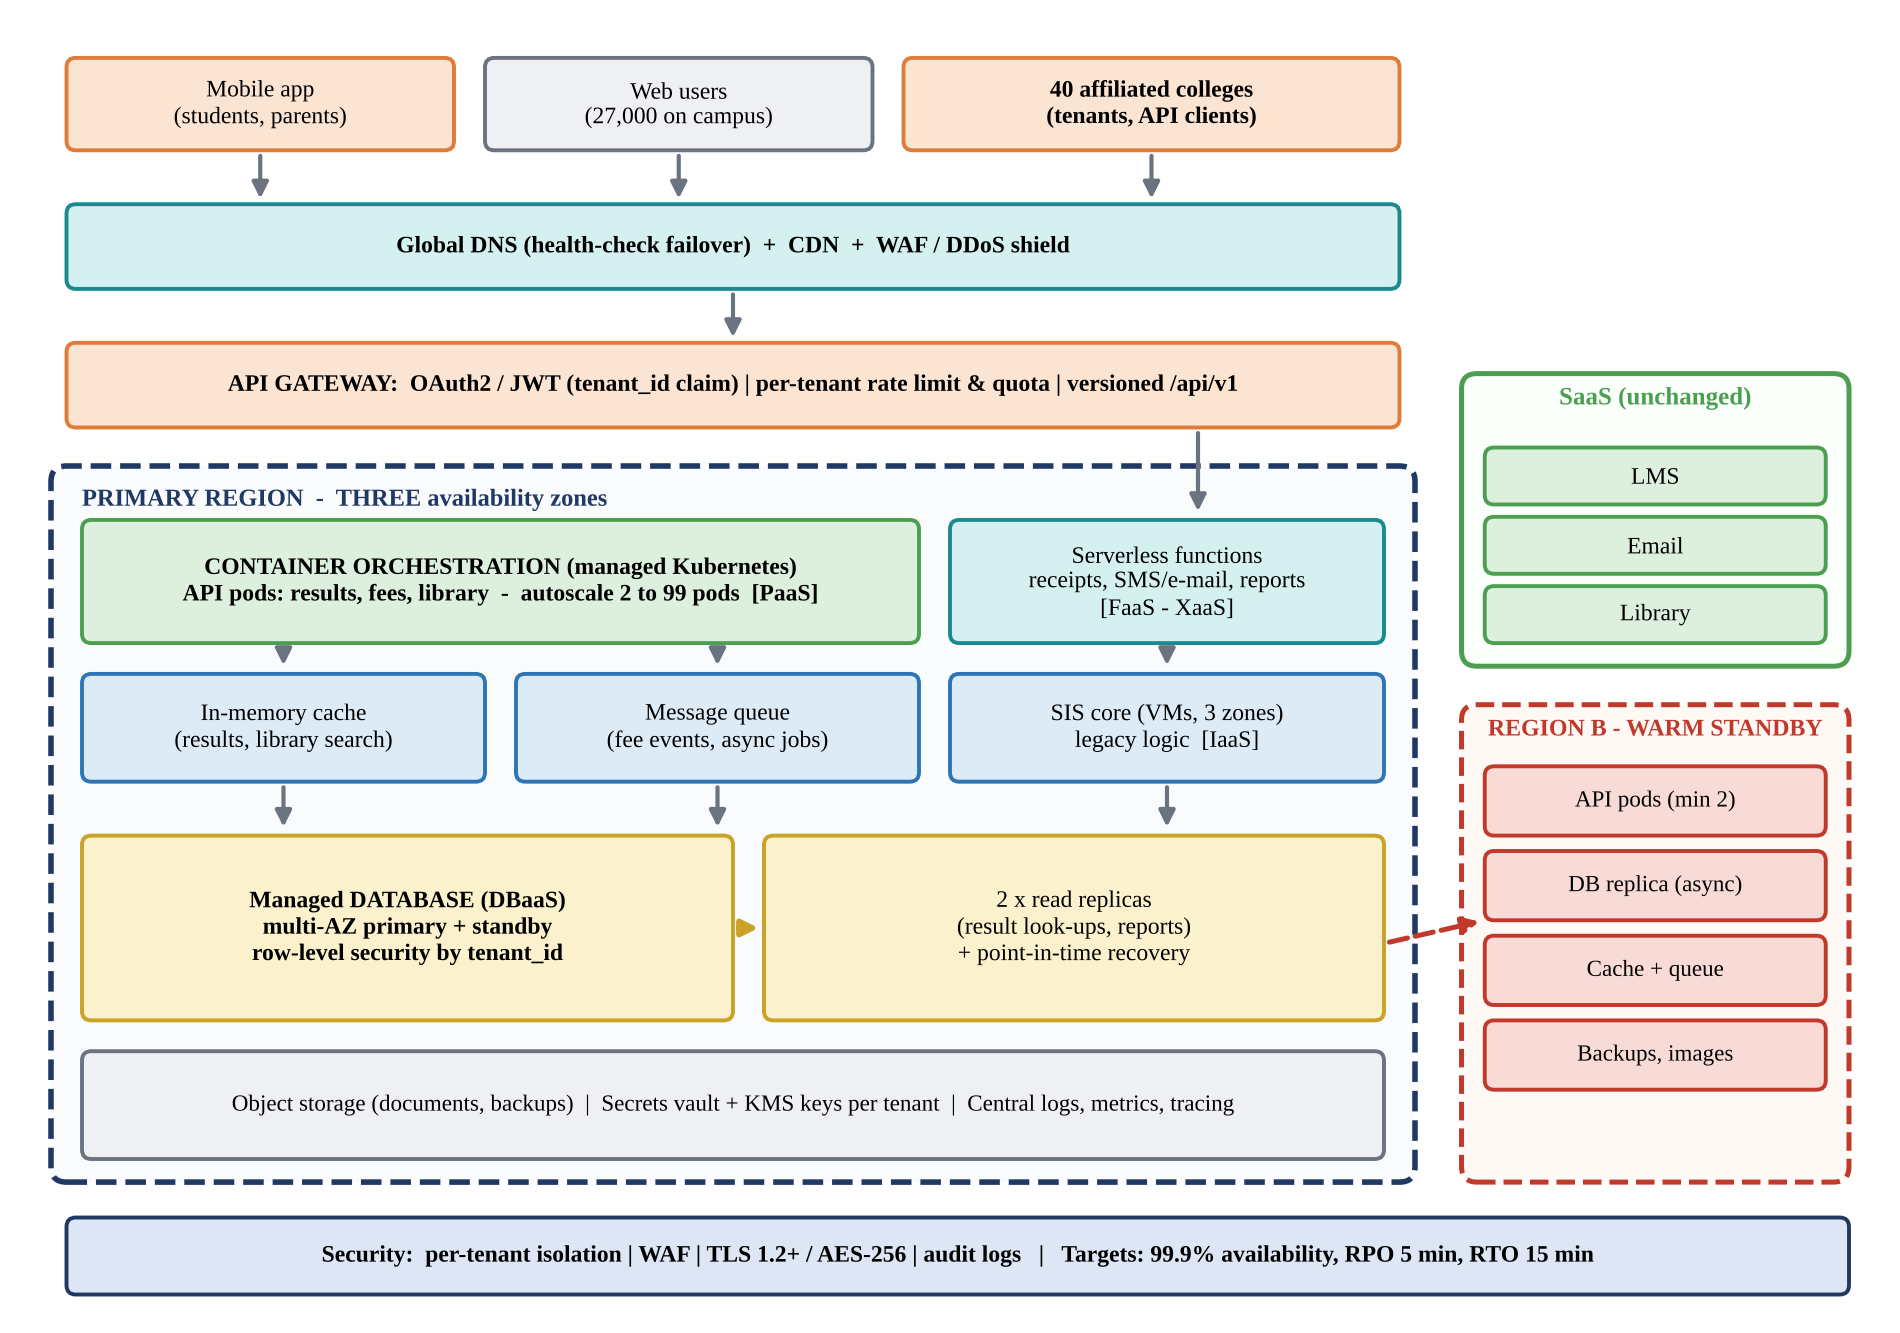 Mobile app
(students, parents)
Web users
(27,000 on campus)
40 affiliated colleges
(tenants, API clients)
Global DNS (health-check failover)  +  CDN  +  WAF / DDoS shield
API GATEWAY:  OAuth2 / JWT (tenant_id claim) | per-tenant rate limit & quota | versioned /api/v1
PRIMARY REGION  -  THREE availability zones
CONTAINER ORCHESTRATION (managed Kubernetes)
API pods: results, fees, library  -  autoscale 2 to 99 pods  [PaaS]
Serverless functions
receipts, SMS/e-mail, reports
[FaaS - XaaS]
In-memory cache
(results, library search)
Message queue
(fee events, async jobs)
SIS core (VMs, 3 zones)
legacy logic  [IaaS]
Managed DATABASE (DBaaS)
multi-AZ primary + standby
row-level security by tenant_id
2 x read replicas
(result look-ups, reports)
+ point-in-time recovery
Object storage (documents, backups)  |  Secrets vault + KMS keys per tenant  |  Central logs, metrics, tracing
SaaS (unchanged)
LMS
Email
Library
REGION B - WARM STANDBY
API pods (min 2)
DB replica (async)
Cache + queue
Backups, images
Security:  per-tenant isolation | WAF | TLS 1.2+ / AES-256 | audit logs   |   Targets: 99.9% availability, RPO 5 min, RTO 15 min